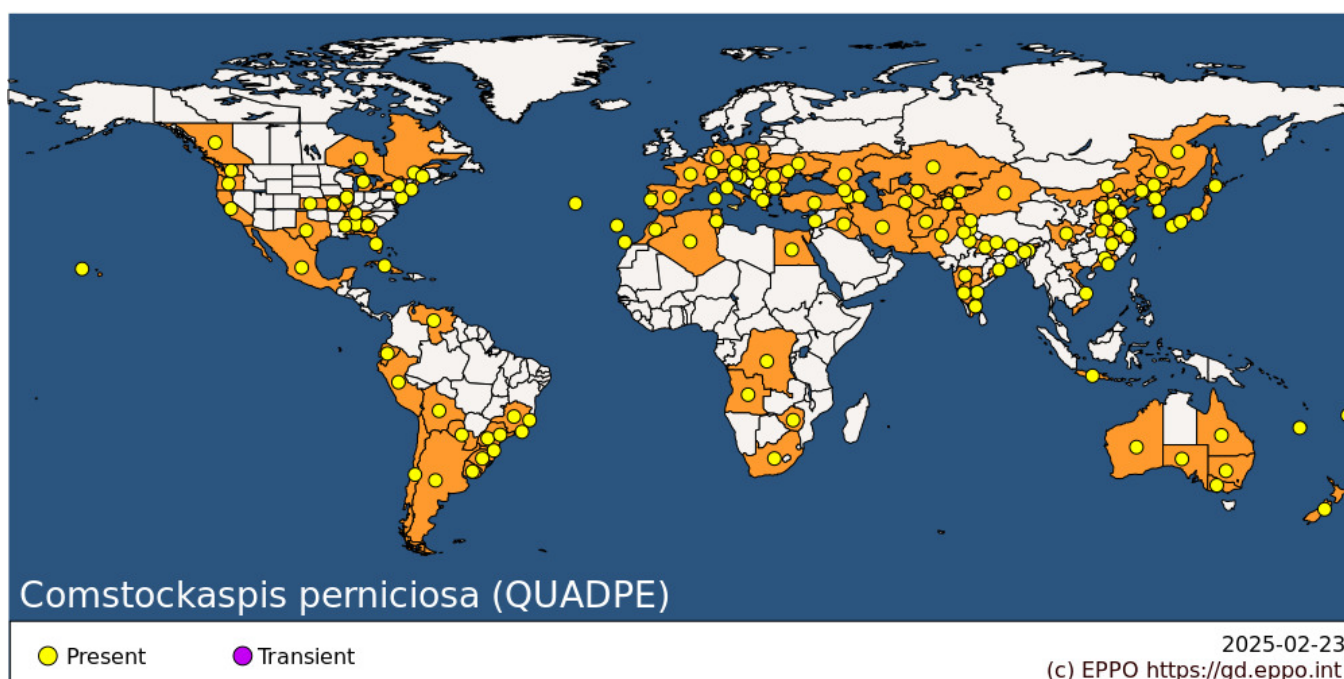 Comstockaspis perniciosa (QUADPE)
Present
Transient
2025-02-23
(c) EPPO https://gd.eppo.int